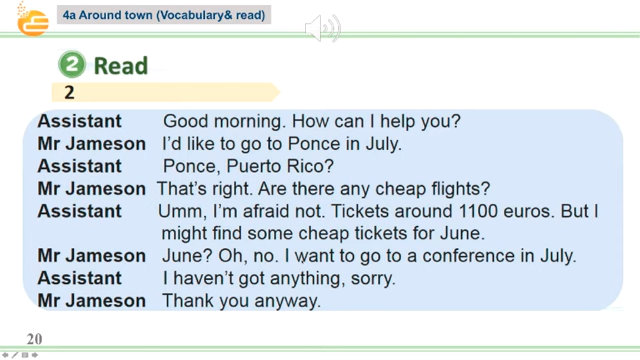 4a Around town (Vocabulary& read)
2 Read
2
Assistant Good morning. How can I help you?
Mr Jameson I'd like to go to Ponce in July.
Assistant Ponce, Puerto Rico?
Mr Jameson That's right. Are there any cheap flights?
Assistant Umm, I'm afraid not. Tickets around 1100 euros. But I
might find some cheap tickets for June.
Mr Jameson June? Oh, no. I want to go to a conference in July.
Assistant I haven't got anything, sorry.
Mr Jameson Thank you anyway.
20